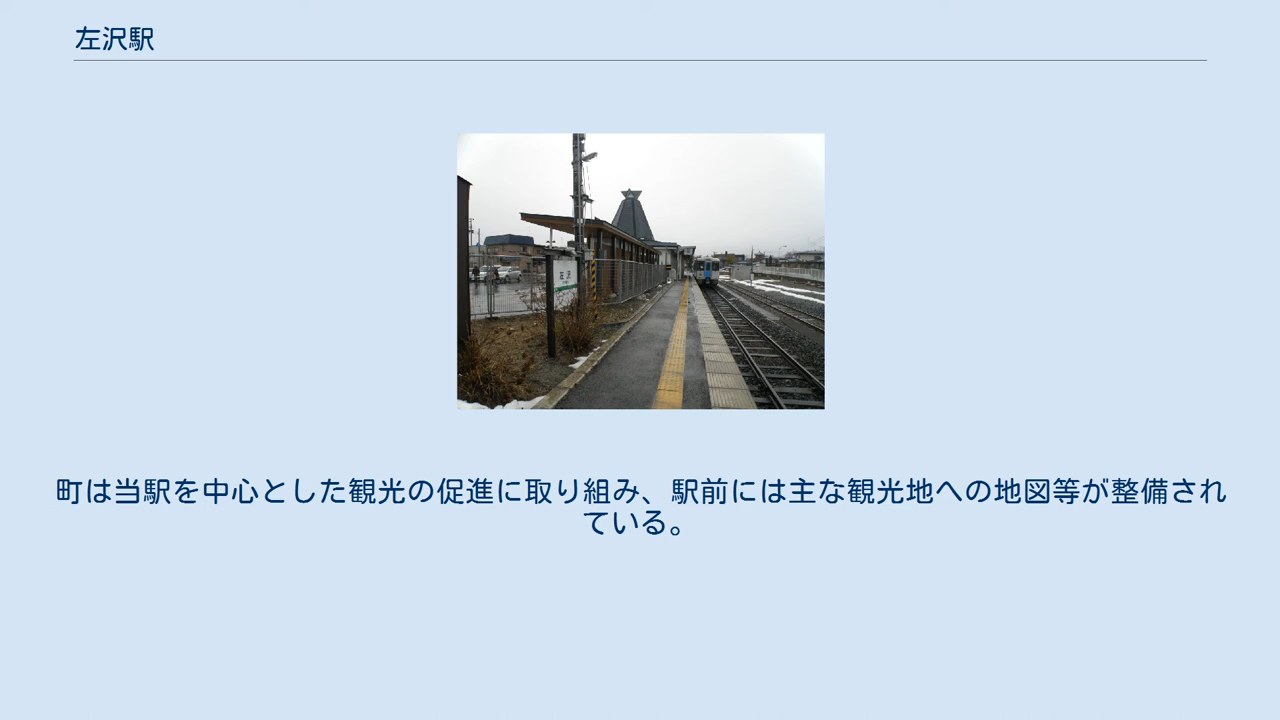 左沢駅
左沢
町は当駅を中心とした観光の促進に取り組み、駅前には主な観光地への地図等が整備され
ている。